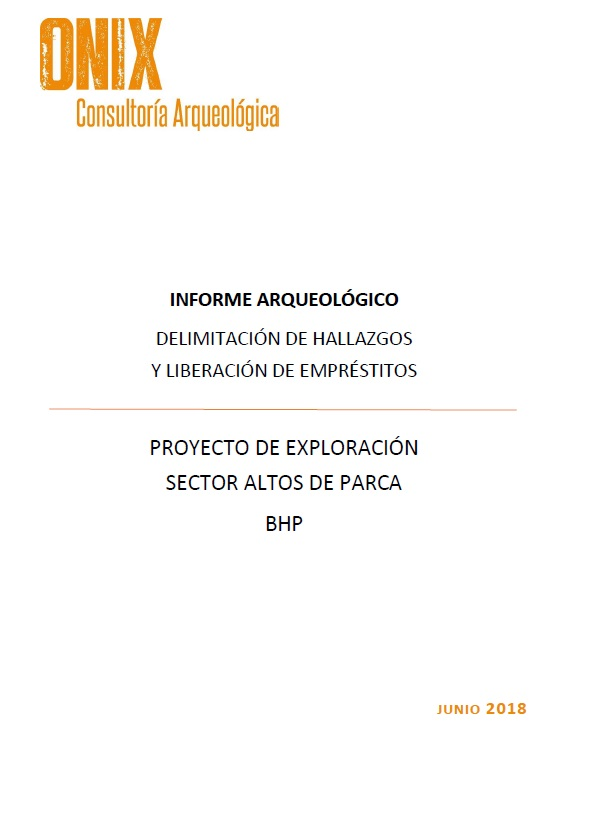 ONIX
Consultoría Arqueológica
INFORME ARQUEOLÓGICO
DELIMITACIÓN DE HALLAZGOS
Y LIBERACIÓN DE EMPRÉSTITOS
PROYECTO DE EXPLORACIÓN
SECTOR ALTOS DE PARCA
BHP
JUNIO 2018